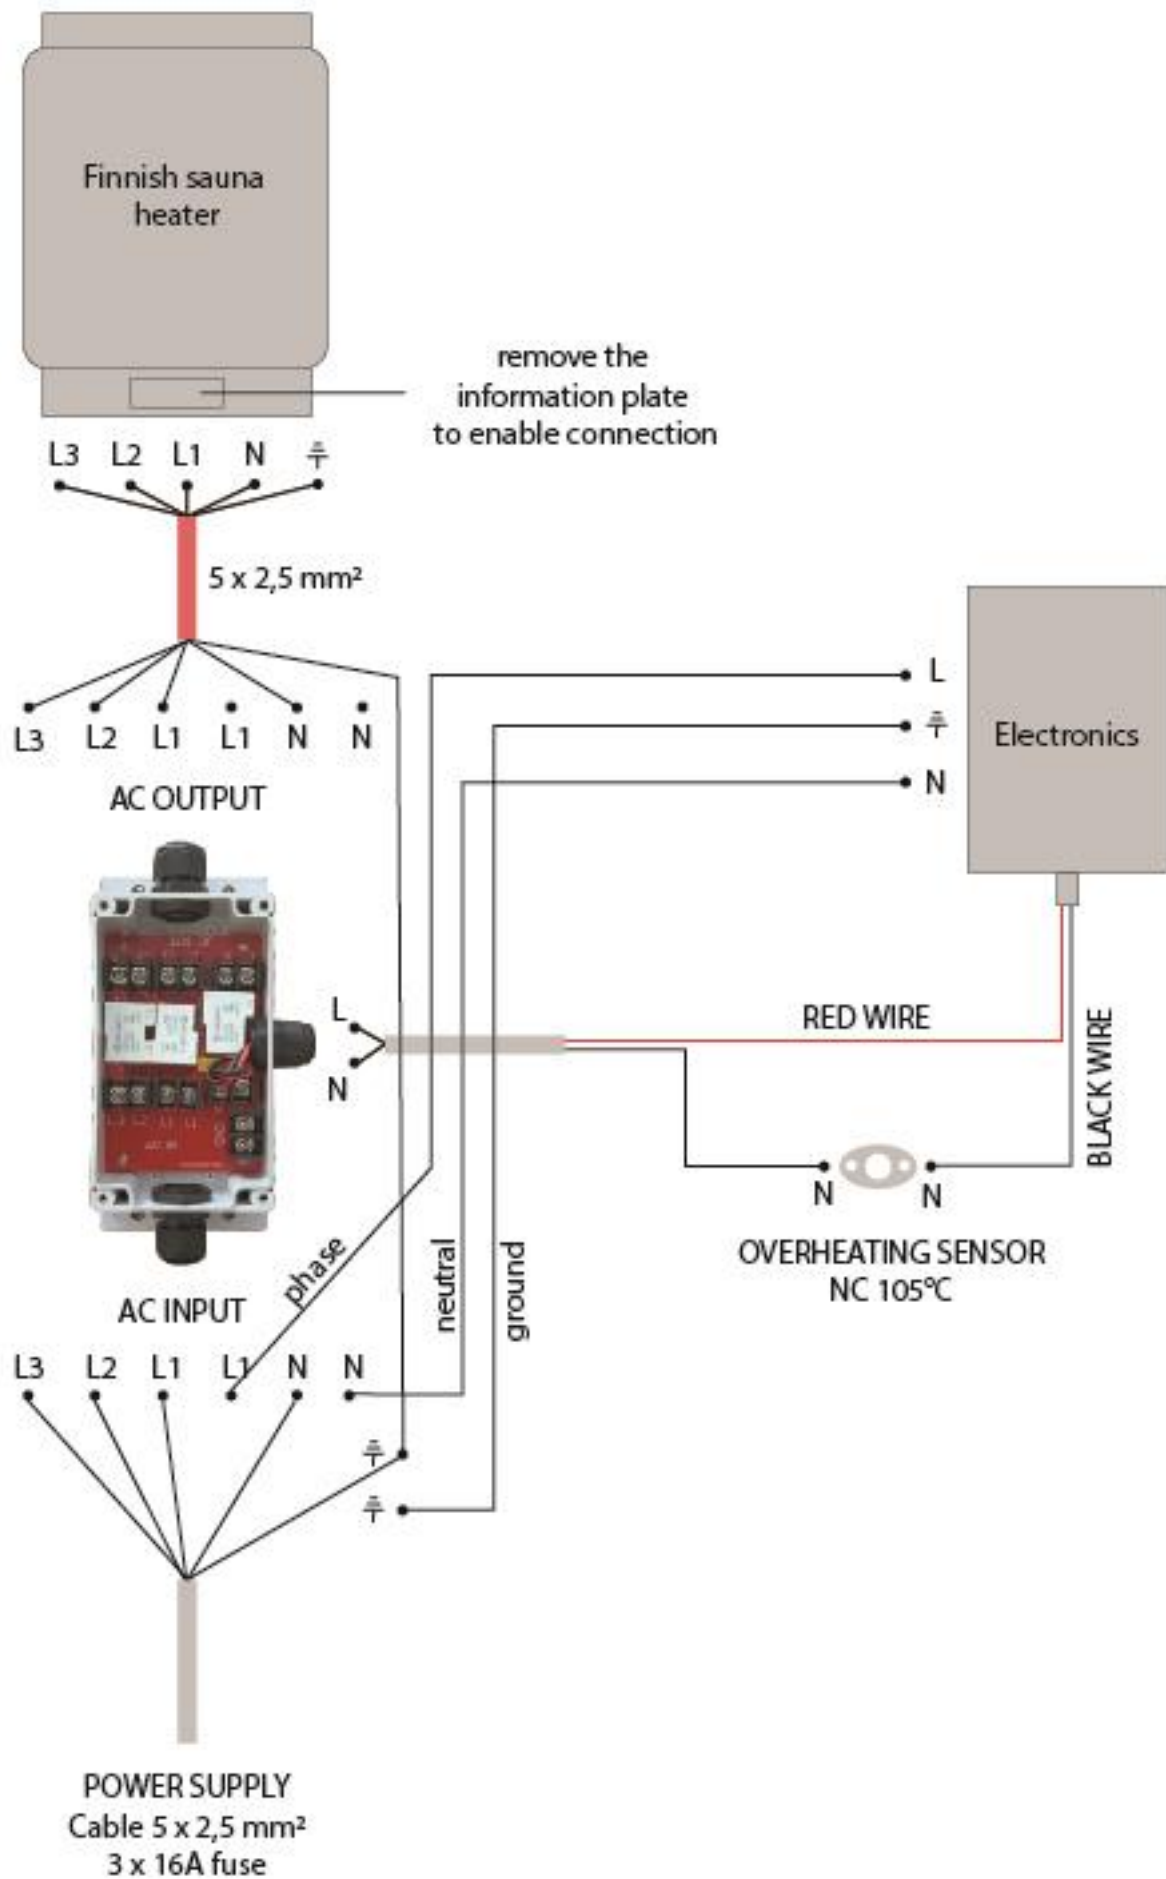 Finnish sauna
heater
remove the
information plate
to enable connection
L3 L2 L1 N
5 x 2,5 mm²
L3 L2 L1 L1 N N
AC OUTPUT
L
N
Electronics
L
N
RED WIRE
BLACK WIRE
N N
OVERHEATING SENSOR
NC 105°C
phase
neutral
ground
AC INPUT
L3 L2 L1 L1 N N
POWER SUPPLY
Cable 5 x 2,5 mm²
3 x 16A fuse